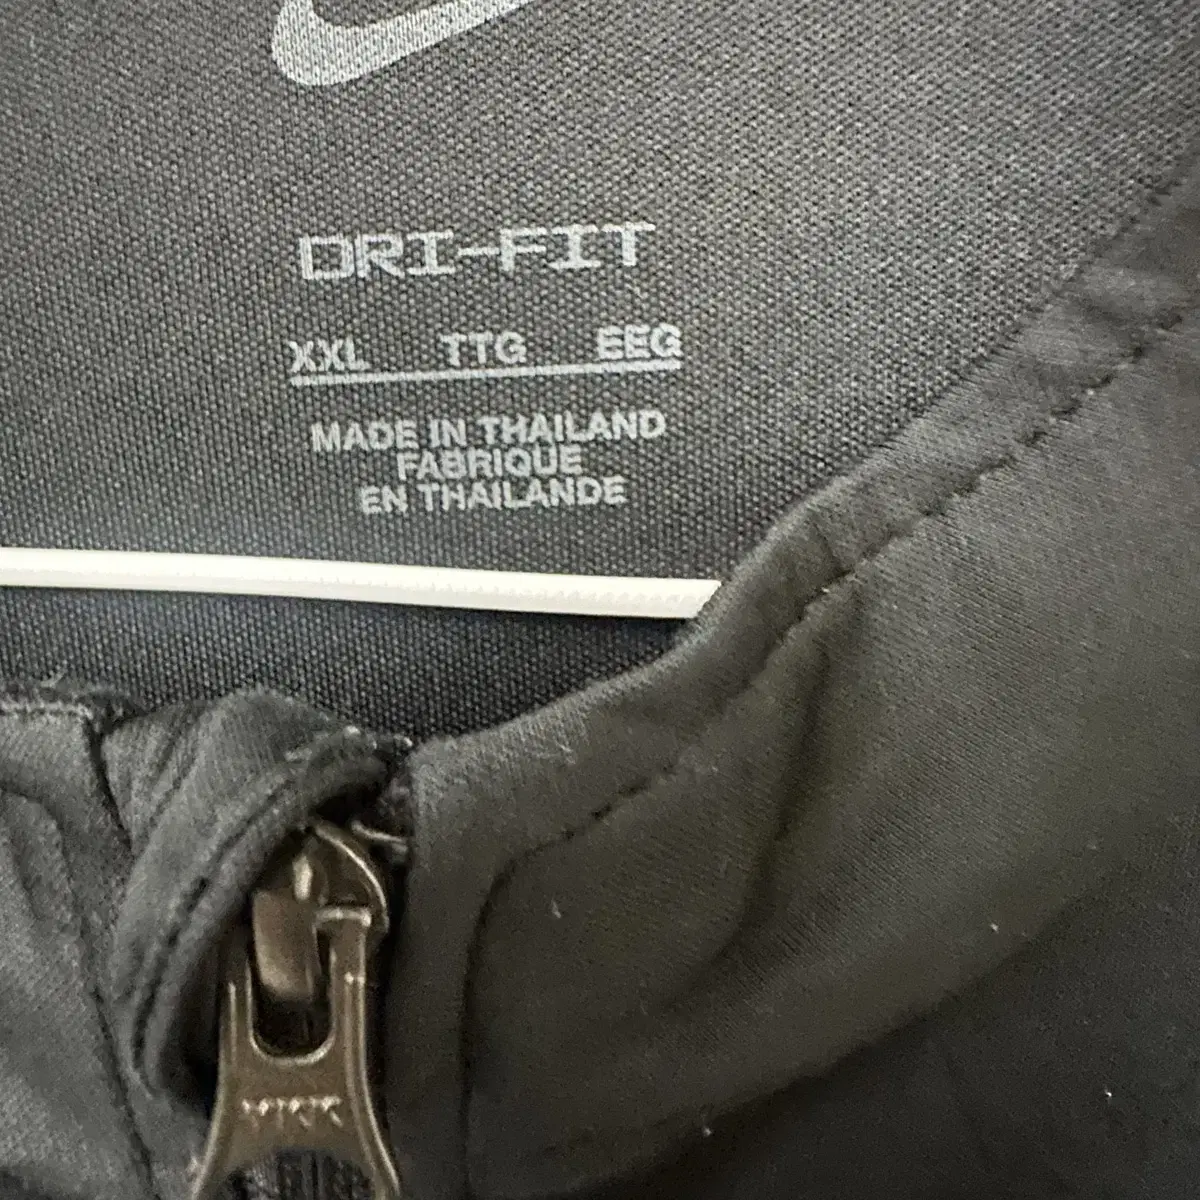 DRI-FIT
XXL TTG EEG
MADE IN THAILAND
FABRIQUE
EN THAILANDE